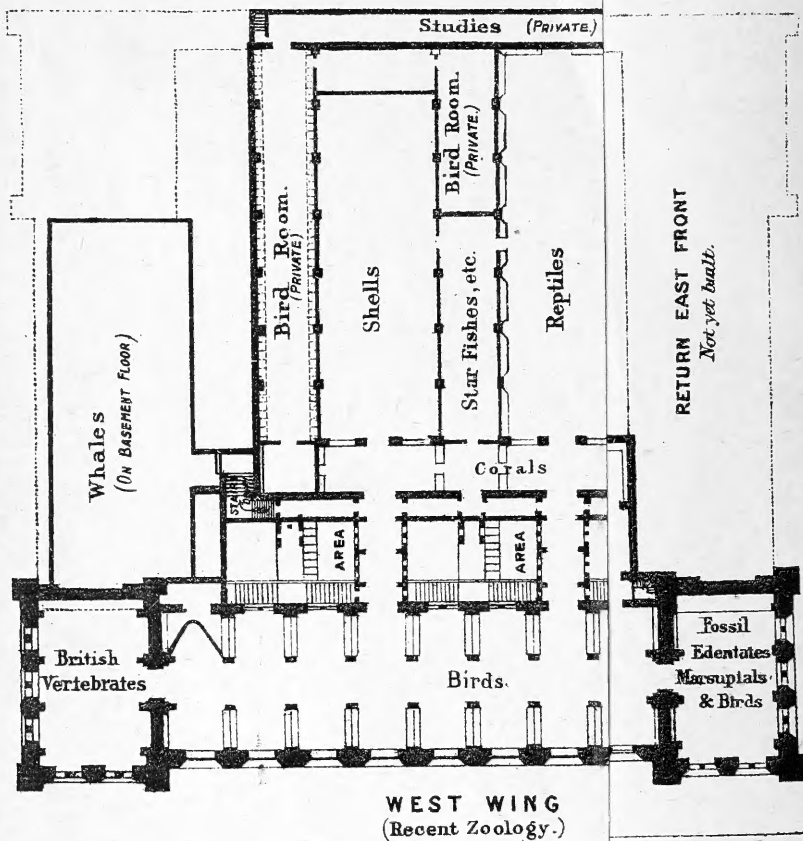 Studies (PRIVATE.)
Bird Room.
(PRIVATE)
Shells
Bird Room.
(PRIVATE.)
Star Fishes, etc.
Reptiles
RETURN EAST FRONT
Not yet built.
Whales
(ON BASEMENT FLOOR)
Corals
STAIRS
AREA
AREA
British
Vertebrates
Birds.
Fossil
Edentates
Marsupials
& Birds
WEST WING
(Recent Zoology.)